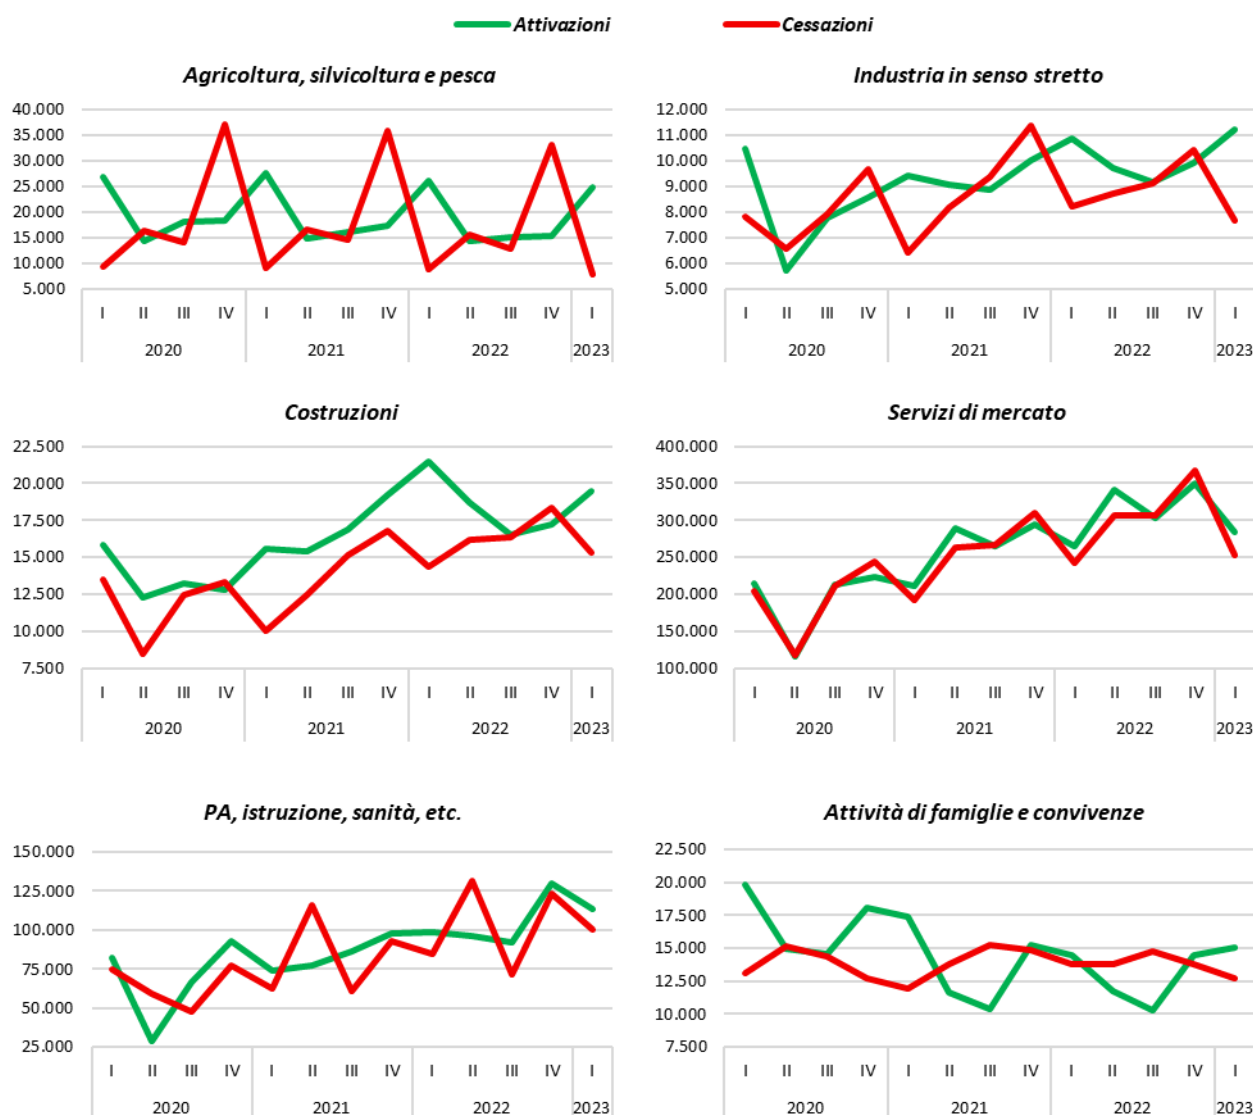 Attivazioni Cessazioni
Agricoltura, silvicoltura e pesca
40.000
35.000
30.000
25.000
20.000
15.000
10.000
5.000
I II III IV I II III IV I II III IV I
2020 2021 2022 2023
Industria in senso stretto
12.000
11.000
10.000
9.000
8.000
7.000
6.000
5.000
I II III IV I II III IV I II III IV I
2020 2021 2022 2023
Costruzioni
22.500
20.000
17.500
15.000
12.500
10.000
7.500
I II III IV I II III IV I II III IV I
2020 2021 2022 2023
Servizi di mercato
400.000
350.000
300.000
250.000
200.000
150.000
100.000
I II III IV I II III IV I II III IV I
2020 2021 2022 2023
PA, istruzione, sanità, etc.
150.000
125.000
100.000
75.000
50.000
25.000
I II III IV I II III IV I II III IV I
2020 2021 2022 2023
Attività di famiglie e convivenze
22.500
20.000
17.500
15.000
12.500
10.000
7.500
I II III IV I II III IV I II III IV I
2020 2021 2022 2023